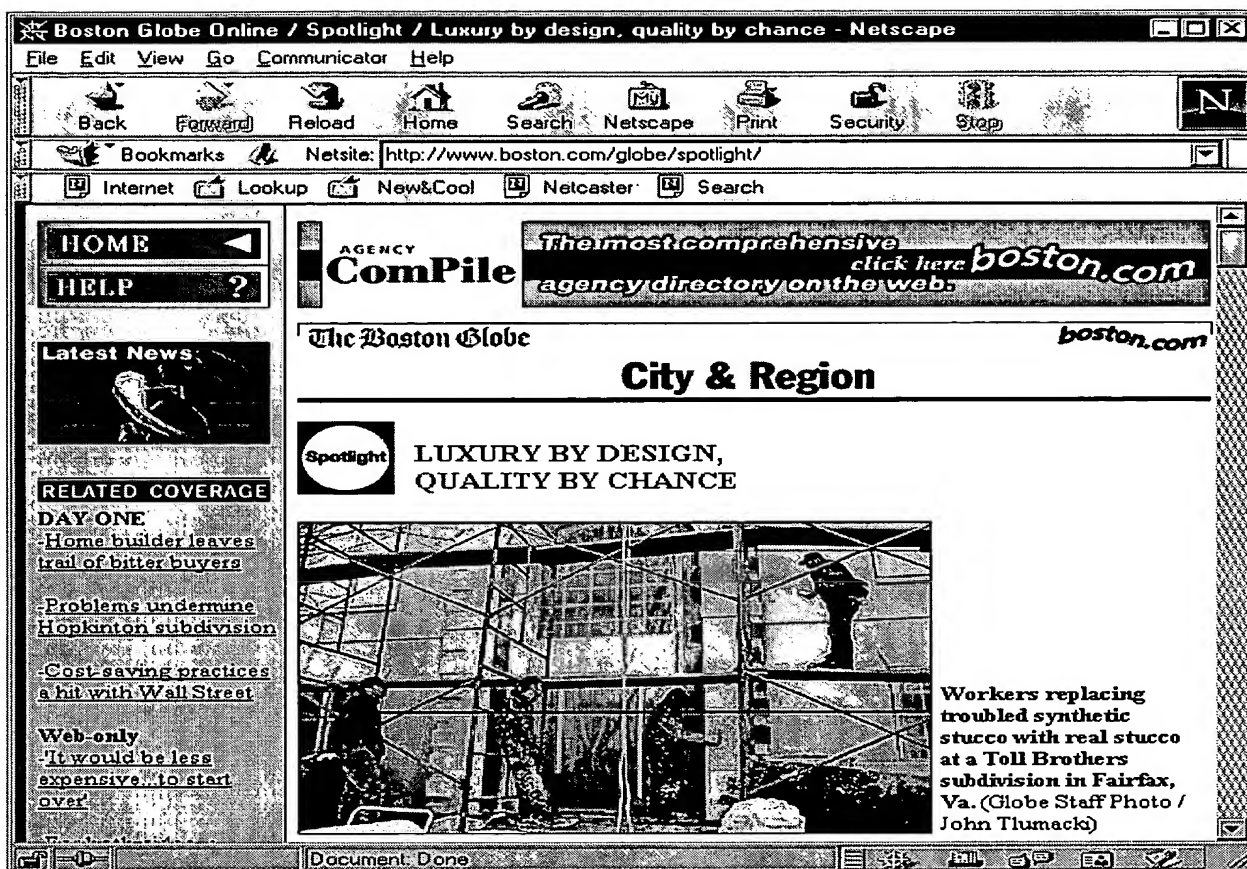 Boston Globe Online / Spotlight / Luxury by design, quality by chance - Netscape
File Edit View Go Communicator Help
Back Forward Reload Home Search Netscape Print Security Stop
N
Bookmarks Netsite: http://www.boston.com/globe/spotlight/
Internet Lookup New&Cool Netcaster Search
HOME
HELP ?
Latest News
RELATED COVERAGE
DAY ONE
-Home builder leaves
trail of bitter buyers
-Problems undermine
Hopkinton subdivision
-Cost-saving practices
a hit with Wall Street
Web-only
-'It would be less
expensive...to start
over'
AGENCY
ComPile
The most comprehensive
click here boston.com
agency directory on the web.
The Boston Globe
boston.com
City & Region
Spotlight
LUXURY BY DESIGN,
QUALITY BY CHANCE
Workers replacing
troubled synthetic
stucco with real stucco
at a Toll Brothers
subdivision in Fairfax,
Va. (Globe Staff Photo /
John Tlumacki)
Document: Done